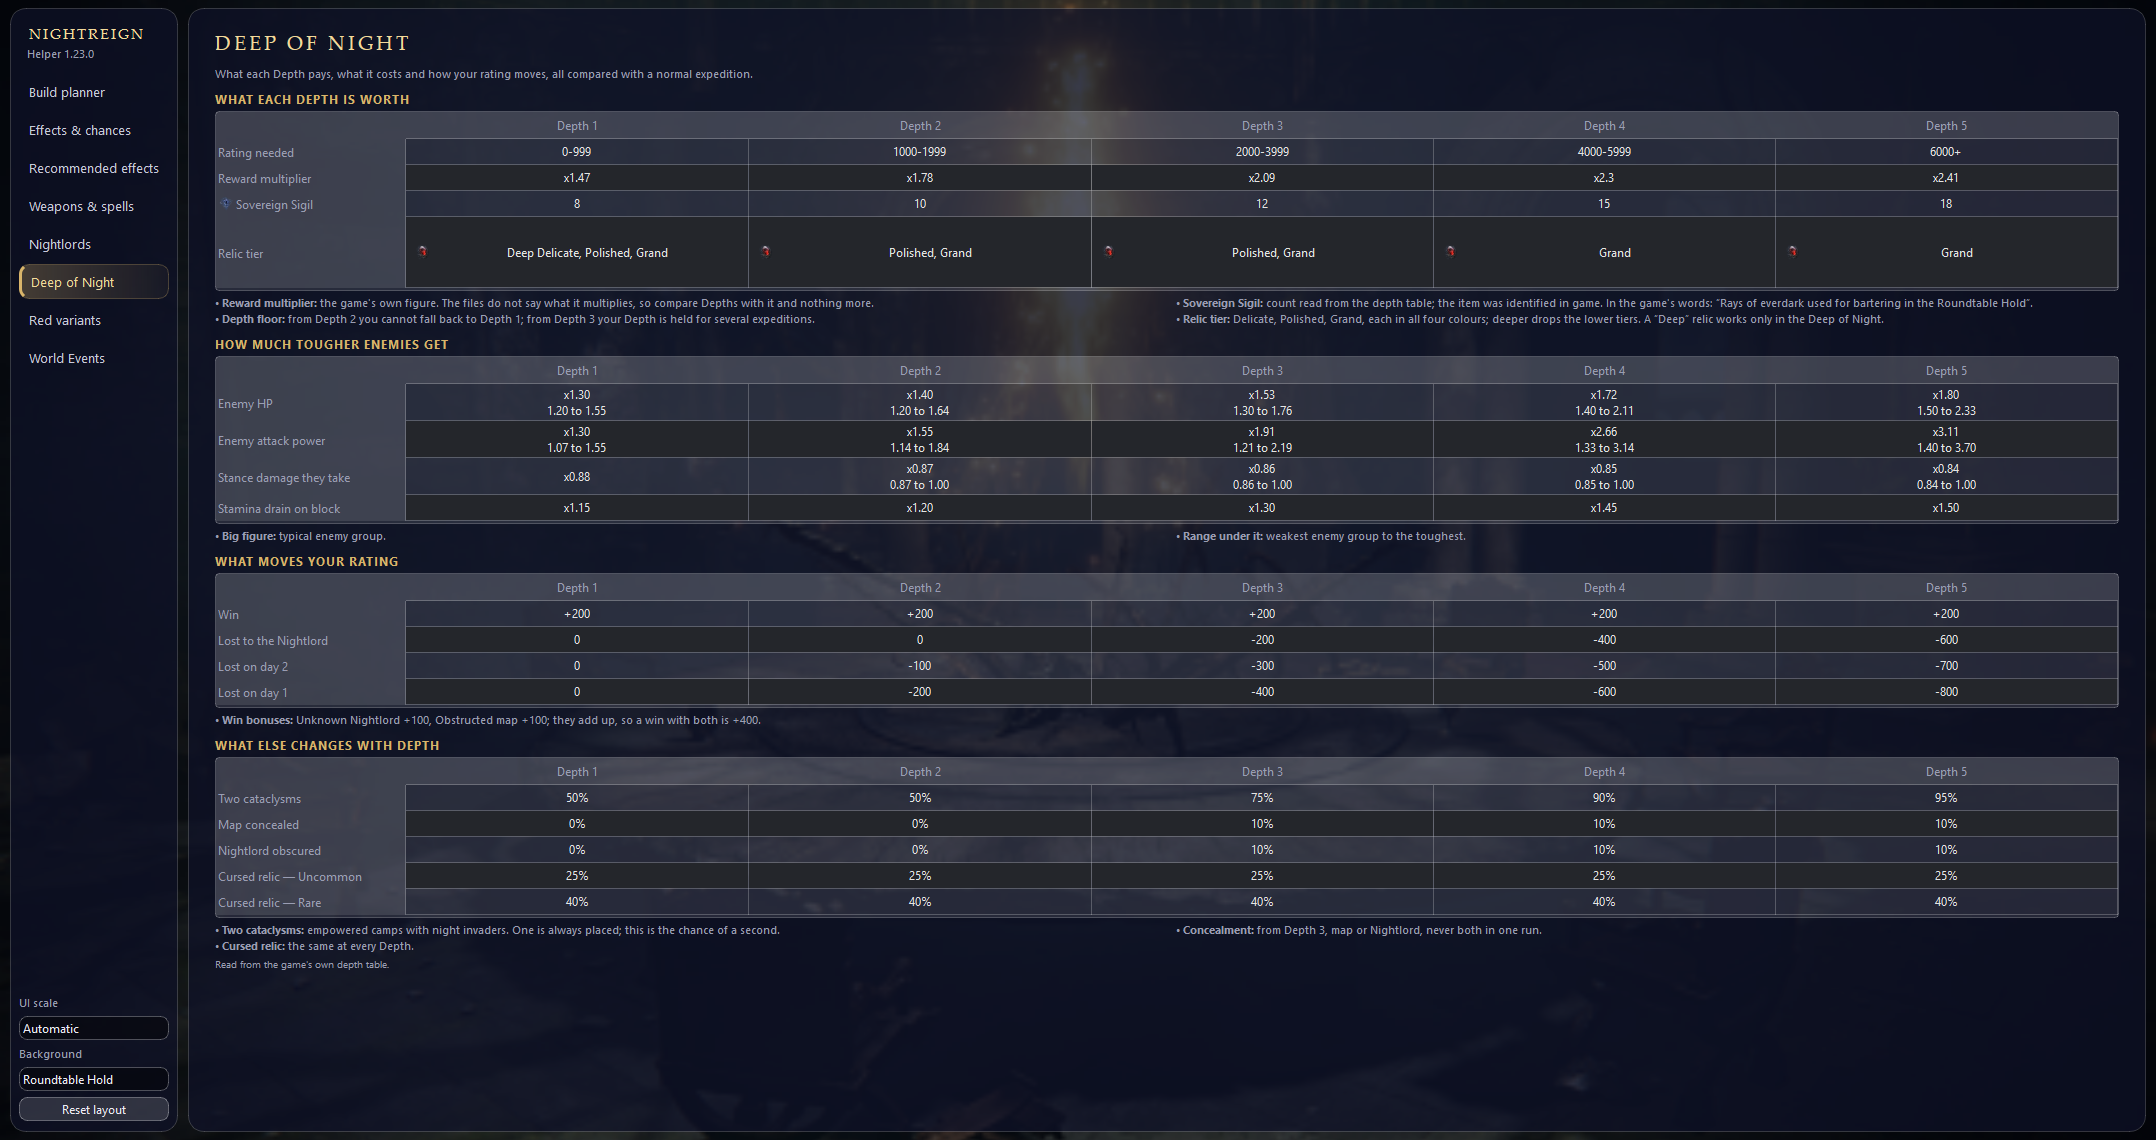 NIGHTREIGN
Helper 1.23.0
Build planner
Effects & chances
Recommended effects
Weapons & spells
Nightlords
Deep of Night
Red variants
World Events
UI scale
Automatic
Background
Roundtable Hold
Reset layout
DEEP OF NIGHT
What each Depth pays, what it costs and how your rating moves, all compared with a normal expedition.
WHAT EACH DEPTH IS WORTH
Depth 1 Depth 2 Depth 3 Depth 4 Depth 5
Rating needed 0-999 1000-1999 2000-3999 4000-5999 6000+
Reward multiplier x1.47 x1.78 x2.09 x2.3 x2.41
Sovereign Sigil 8 10 12 15 18
Relic tier 3 Deep Delicate, Polished, Grand 3 Polished, Grand 3 Polished, Grand 3 Grand 3 Grand
• Reward multiplier: the game's own figure. The files do not say what it multiplies, so compare Depths with it and nothing more.
• Depth floor: from Depth 2 you cannot fall back to Depth 1; from Depth 3 your Depth is held for several expeditions.
• Sovereign Sigil: count read from the depth table; the item was identified in game. In the game's words: "Rays of everdark used for bartering in the Roundtable Hold".
• Relic tier: Delicate, Polished, Grand, each in all four colours; deeper drops the lower tiers. A "Deep" relic works only in the Deep of Night.
HOW MUCH TOUGHER ENEMIES GET
Depth 1 Depth 2 Depth 3 Depth 4 Depth 5
Enemy HP x1.30 x1.40 x1.53 x1.72 x1.80
1.20 to 1.55 1.20 to 1.64 1.30 to 1.76 1.40 to 2.11 1.50 to 2.33
Enemy attack power x1.30 x1.55 x1.91 x2.66 x3.11
1.07 to 1.55 1.14 to 1.84 1.21 to 2.19 1.33 to 3.14 1.40 to 3.70
Stance damage they take x0.88 x0.87 x0.86 x0.85 x0.84
0.87 to 1.00 0.86 to 1.00 0.85 to 1.00 0.84 to 1.00
Stamina drain on block x1.15 x1.20 x1.30 x1.45 x1.50
• Big figure: typical enemy group.
• Range under it: weakest enemy group to the toughest.
WHAT MOVES YOUR RATING
Depth 1 Depth 2 Depth 3 Depth 4 Depth 5
Win +200 +200 +200 +200 +200
Lost to the Nightlord 0 0 -200 -400 -600
Lost on day 2 0 -100 -300 -500 -700
Lost on day 1 0 -200 -400 -600 -800
• Win bonuses: Unknown Nightlord +100, Obstructed map +100; they add up, so a win with both is +400.
WHAT ELSE CHANGES WITH DEPTH
Depth 1 Depth 2 Depth 3 Depth 4 Depth 5
Two cataclysms 50% 50% 75% 90% 95%
Map concealed 0% 0% 10% 10% 10%
Nightlord obscured 0% 0% 10% 10% 10%
Cursed relic — Uncommon 25% 25% 25% 25% 25%
Cursed relic — Rare 40% 40% 40% 40% 40%
• Two cataclysms: empowered camps with night invaders. One is always placed; this is the chance of a second.
• Cursed relic: the same at every Depth.
• Concealment: from Depth 3, map or Nightlord, never both in one run.
Read from the game's own depth table.